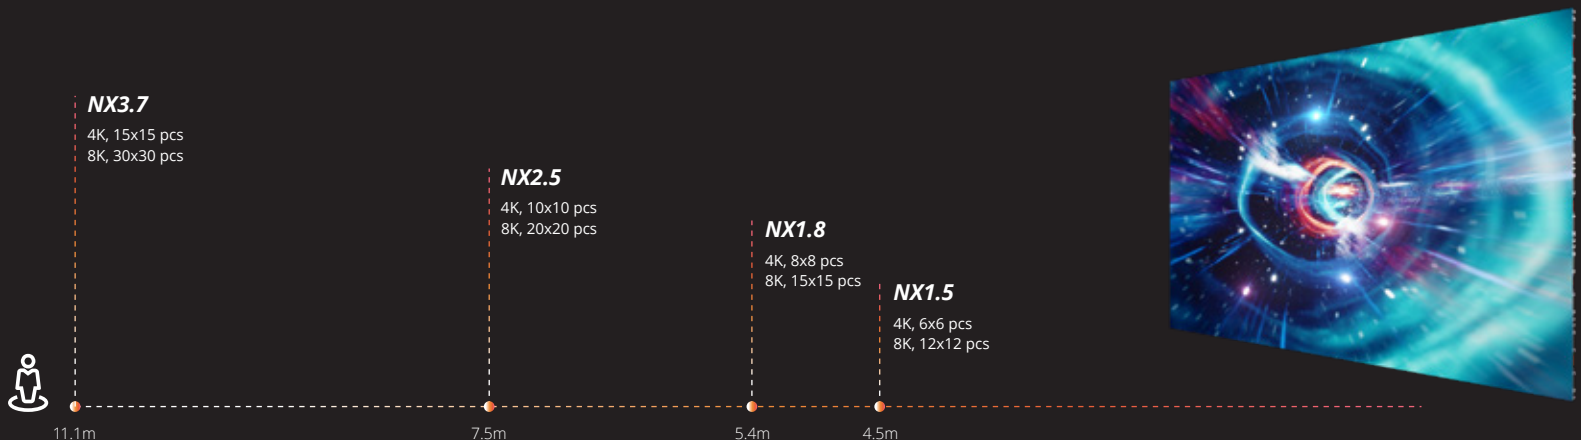 NX3.7
4K, 15x15 pcs
8K, 30x30 pcs
NX2.5
4K, 10x10 pcs
8K, 20x20 pcs
NX1.8
4K, 8x8 pcs
8K, 15x15 pcs
NX1.5
4K, 6x6 pcs
8K, 12x12 pcs
11.1m
7.5m
5.4m
4.5m